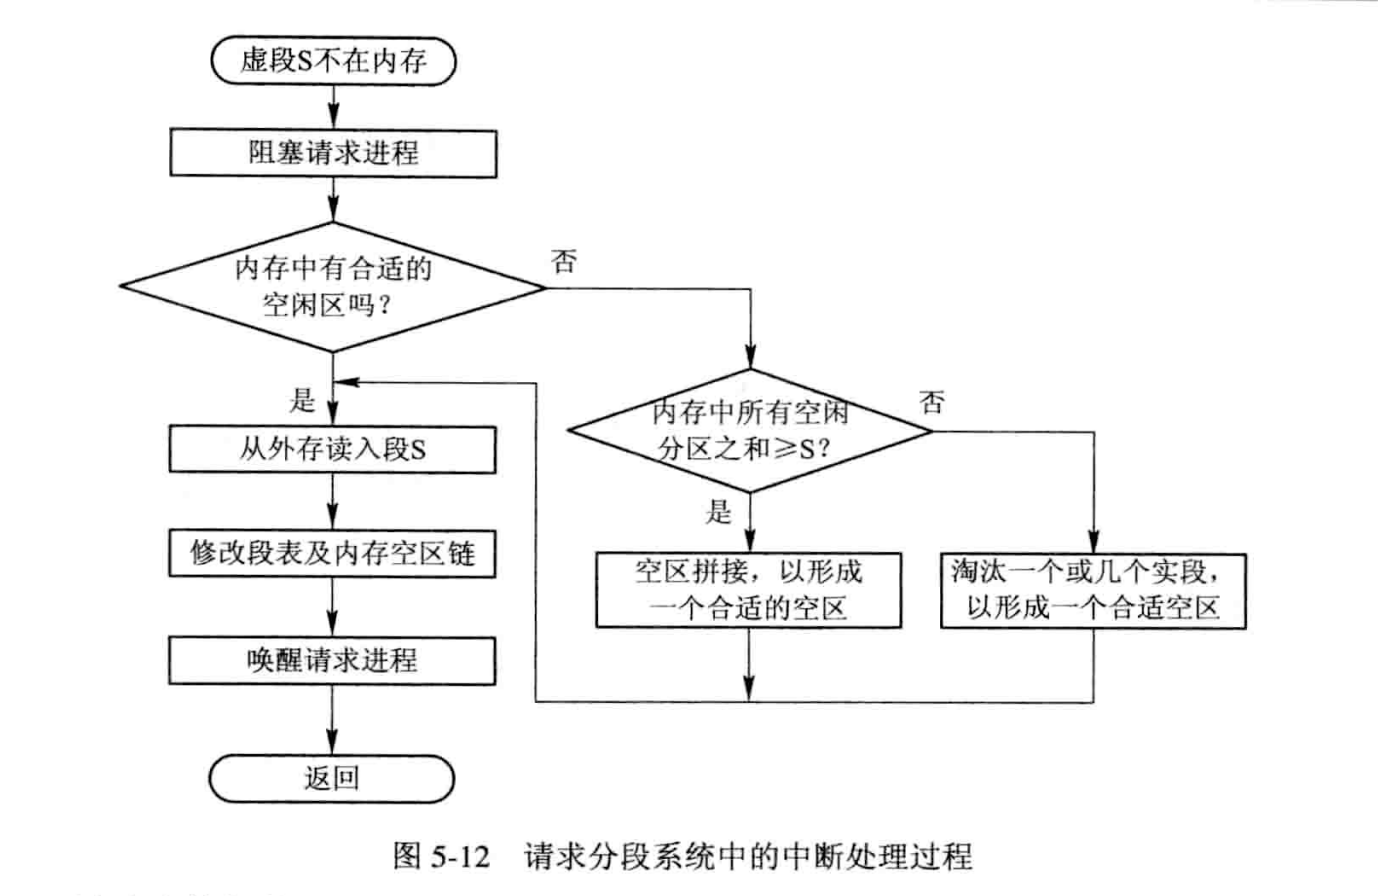 虚段S不在内存
阻塞请求进程
内存中有合适的
空闲区吗？
否
是
从外存读入段S
修改段表及内存空区链
唤醒请求进程
返回
内存中所有空闲
分区之和≥S？
否
是
空区拼接，以形成
一个合适的空区
淘汰一个或几个实段，
以形成一个合适空区
图 5-12 请求分段系统中的中断处理过程